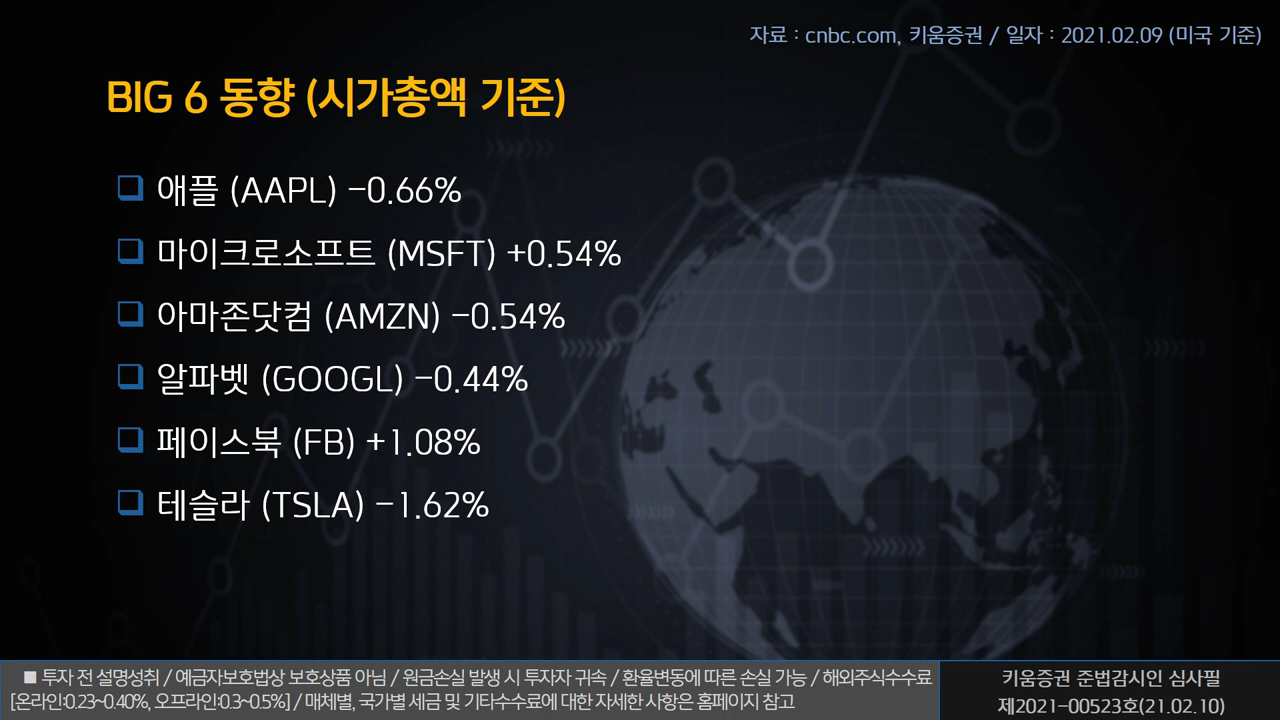 자료 : cnbc.com, 키움증권 / 일자 : 2021.02.09 (미국 기준)
BIG 6 동향 (시가총액 기준)
❑ 애플 (AAPL) -0.66%
❑ 마이크로소프트 (MSFT) +0.54%
❑ 아마존닷컴 (AMZN) -0.54%
❑ 알파벳 (GOOGL) -0.44%
❑ 페이스북 (FB) +1.08%
❑ 테슬라 (TSLA) -1.62%
■ 투자 전 설명성취 / 예금자보호법상 보호상품 아님 / 원금손실 발생 시 투자자 귀속 / 환율변동에 따른 손실 가능 / 해외주식수수료
[온라인:0.23~0.40%, 오프라인:0.3~0.5%] / 매체별, 국가별 세금 및 기타수수료에 대한 자세한 사항은 홈페이지 참고
키움증권 준법감시인 심사필
제2021-00523호(21.02.10)